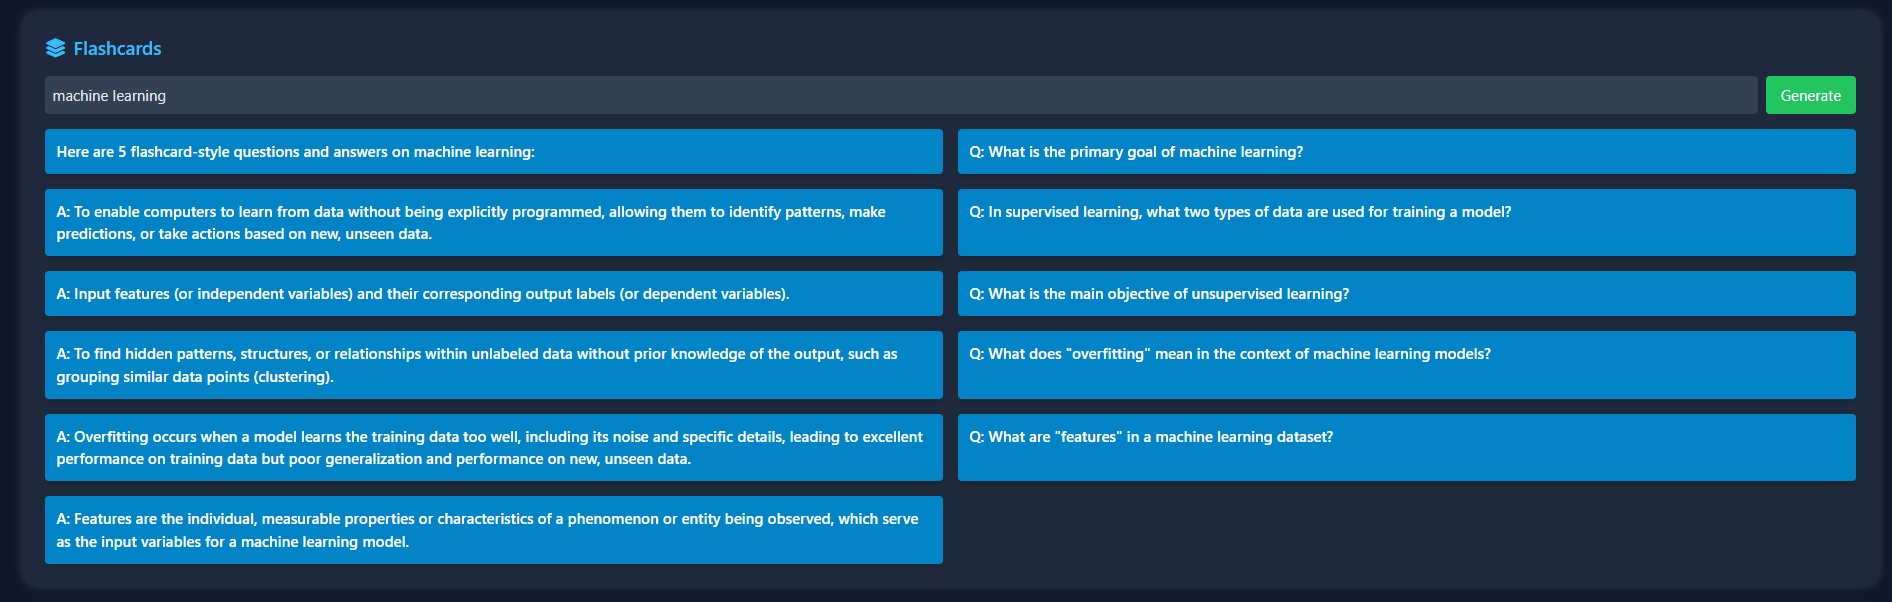 Flashcards
machine learning
Generate
Here are 5 flashcard-style questions and answers on machine learning:
Q: What is the primary goal of machine learning?
A: To enable computers to learn from data without being explicitly programmed, allowing them to identify patterns, make
predictions, or take actions based on new, unseen data.
Q: In supervised learning, what two types of data are used for training a model?
A: Input features (or independent variables) and their corresponding output labels (or dependent variables).
Q: What is the main objective of unsupervised learning?
A: To find hidden patterns, structures, or relationships within unlabeled data without prior knowledge of the output, such as
grouping similar data points (clustering).
Q: What does "overfitting" mean in the context of machine learning models?
A: Overfitting occurs when a model learns the training data too well, including its noise and specific details, leading to excellent
performance on training data but poor generalization and performance on new, unseen data.
Q: What are "features" in a machine learning dataset?
A: Features are the individual, measurable properties or characteristics of a phenomenon or entity being observed, which serve
as the input variables for a machine learning model.